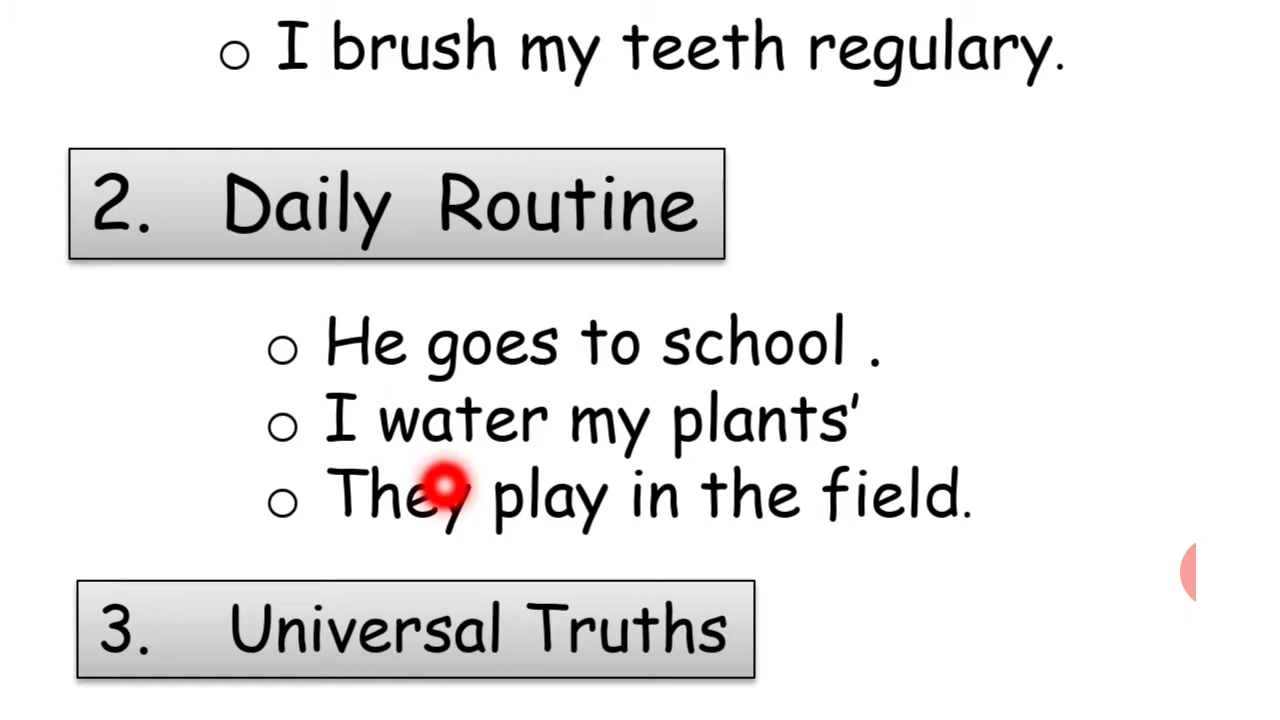 o I brush my teeth regulary.
2. Daily Routine
o He goes to school .
o I water my plants’
o They play in the field.
3. Universal Truths